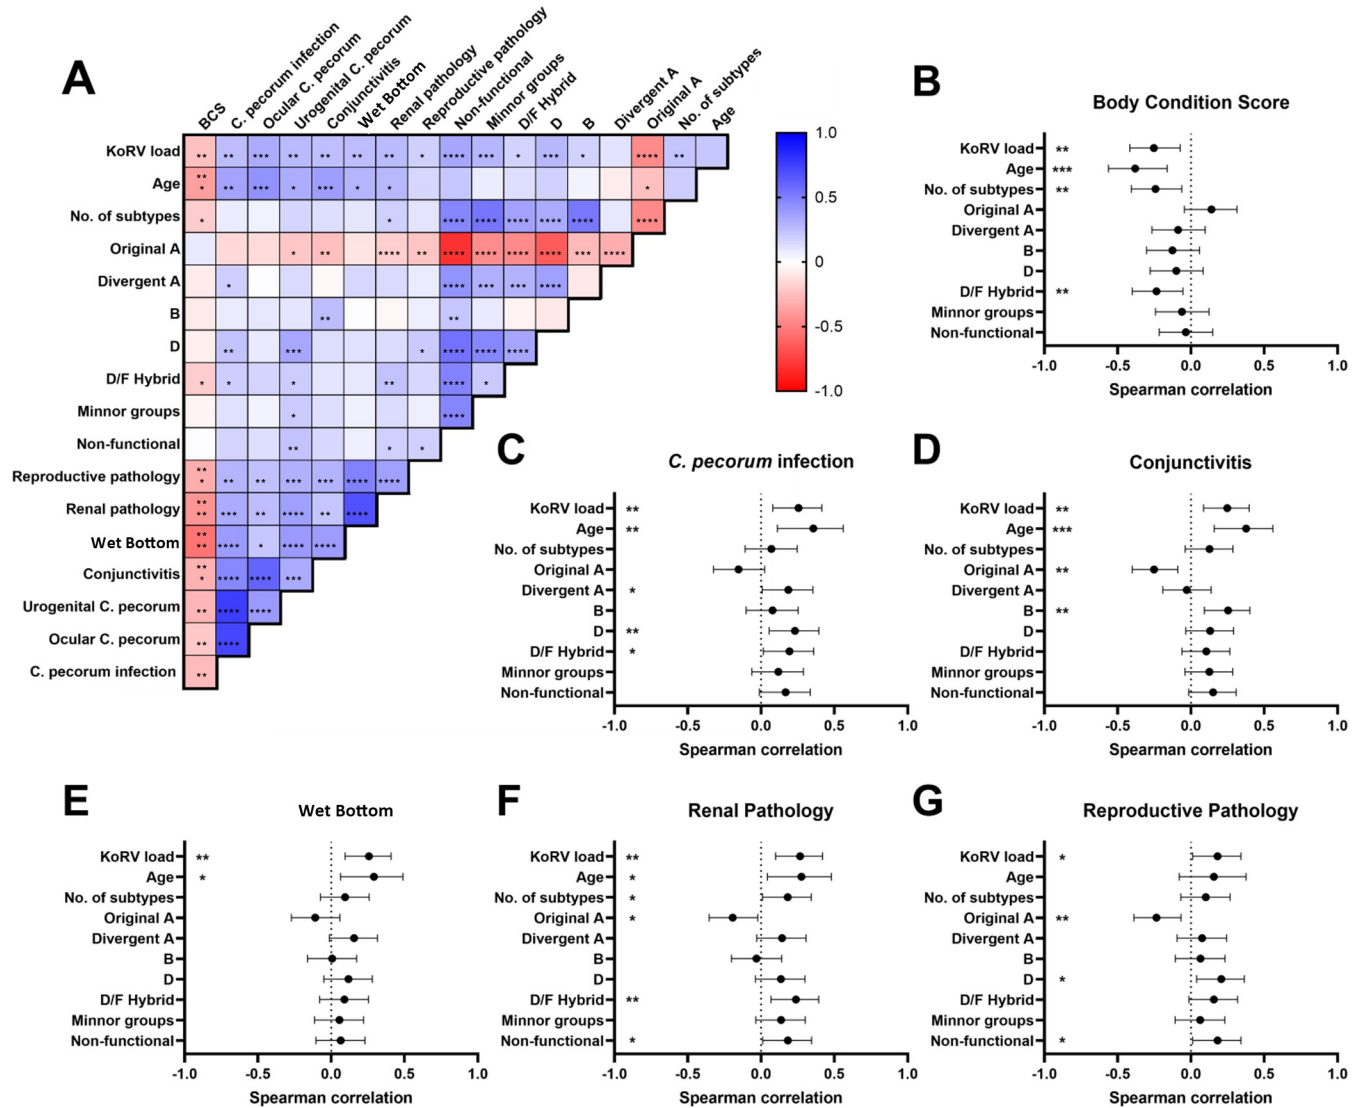 A
BCS
C. pecorum infection
Ocular C. pecorum
Urogenital C. pecorum
Conjunctivitis
Wet Bottom
Renal pathology
Reproductive pathology
Non-functional
Minnor groups
D/F Hybrid
D
B
Divergent A
Original A
No. of subtypes
Age
KoRV load ** ** *** ** ** ** ** * **** *** * *** * **** **
Age ** * ** *** * *** * * *
No. of subtypes * * **** **** **** **** **** ****
Original A * ** **** ** **** **** **** **** *** ****
Divergent A * **** *** *** ****
B ** **
D ** *** * **** **** ****
D/F Hybrid * * * ** **** *
Minnor groups * ****
Non-functional ** * *
Reproductive pathology ** * ** ** *** *** **** ****
Renal pathology ** ** *** ** **** ** ****
Wet Bottom ** ** **** * **** ****
Conjunctivitis ** * **** **** ***
Urogenital C. pecorum ** **** ****
Ocular C. pecorum ** ****
C. pecorum infection **
1.0
0.5
0
-0.5
-1.0
B
Body Condition Score
KoRV load **
Age ***
No. of subtypes **
Original A
Divergent A
B
D
D/F Hybrid **
Minnor groups
Non-functional
-1.0 -0.5 0.0 0.5 1.0
Spearman correlation
C
C. pecorum infection
KoRV load **
Age **
No. of subtypes
Original A
Divergent A *
B
D **
D/F Hybrid *
Minnor groups
Non-functional
-1.0 -0.5 0.0 0.5 1.0
Spearman correlation
D
Conjunctivitis
KoRV load **
Age ***
No. of subtypes
Original A **
Divergent A
B **
D
D/F Hybrid
Minnor groups
Non-functional
-1.0 -0.5 0.0 0.5 1.0
Spearman correlation
E
Wet Bottom
KoRV load **
Age *
No. of subtypes
Original A
Divergent A
B
D
D/F Hybrid
Minnor groups
Non-functional
-1.0 -0.5 0.0 0.5 1.0
Spearman correlation
F
Renal Pathology
KoRV load **
Age *
No. of subtypes *
Original A *
Divergent A
B
D
D/F Hybrid **
Minnor groups
Non-functional *
-1.0 -0.5 0.0 0.5 1.0
Spearman correlation
G
Reproductive Pathology
KoRV load *
Age
No. of subtypes
Original A **
Divergent A
B
D *
D/F Hybrid
Minnor groups
Non-functional *
-1.0 -0.5 0.0 0.5 1.0
Spearman correlation